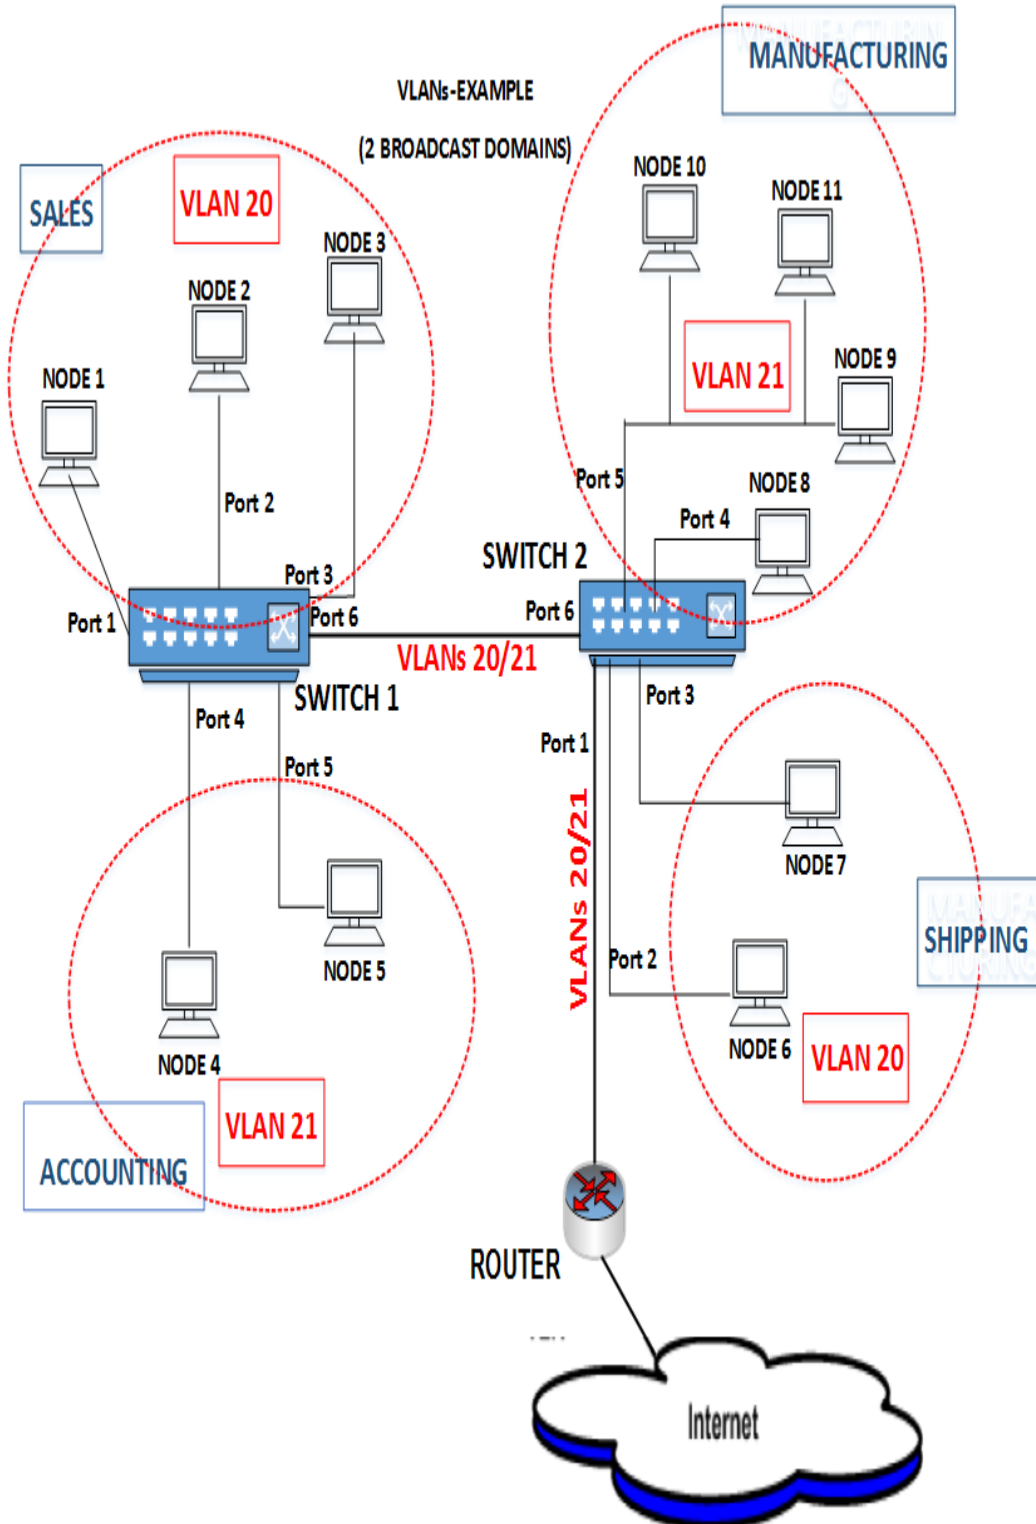 VLANs-EXAMPLE
(2 BROADCAST DOMAINS)
MANUFACTURING
SALES
VLAN 20
NODE 1
NODE 2
NODE 3
Port 1
Port 2
Port 3
Port 6
SWITCH 1
NODE 10
NODE 11
VLAN 21
NODE 9
Port 5
NODE 8
Port 4
SWITCH 2
Port 6
VLANs 20/21
Port 4
Port 5
NODE 4
NODE 5
VLAN 21
ACCOUNTING
Port 1
Port 3
VLANs 20/21
Port 2
NODE 7
NODE 6
VLAN 20
SHIPPING
ROUTER
Internet